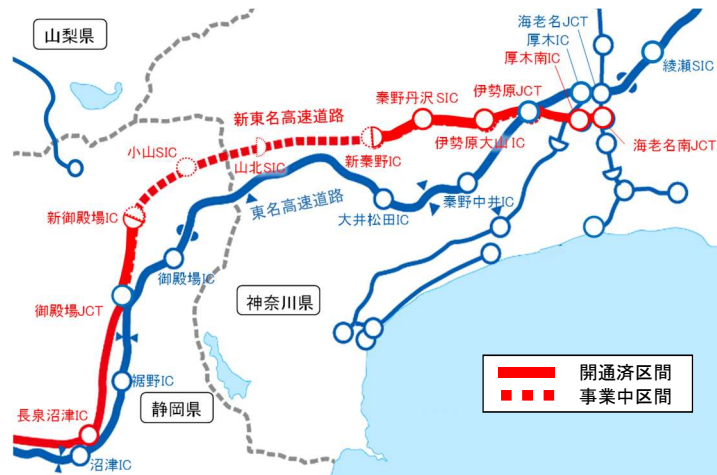 山梨県
海老名JCT
厚木IC
厚木南IC
綾瀬SIC
伊勢原JCT
秦野丹沢SIC
新東名高速道路
伊勢原大山IC
海老名南JCT
小山SIC
山北SIC
新秦野IC
東名高速道路
秦野中井IC
大井松田IC
新御殿場IC
御殿場IC
神奈川県
御殿場JCT
裾野IC
静岡県
長泉沼津IC
沼津IC
開通済区間
事業中区間